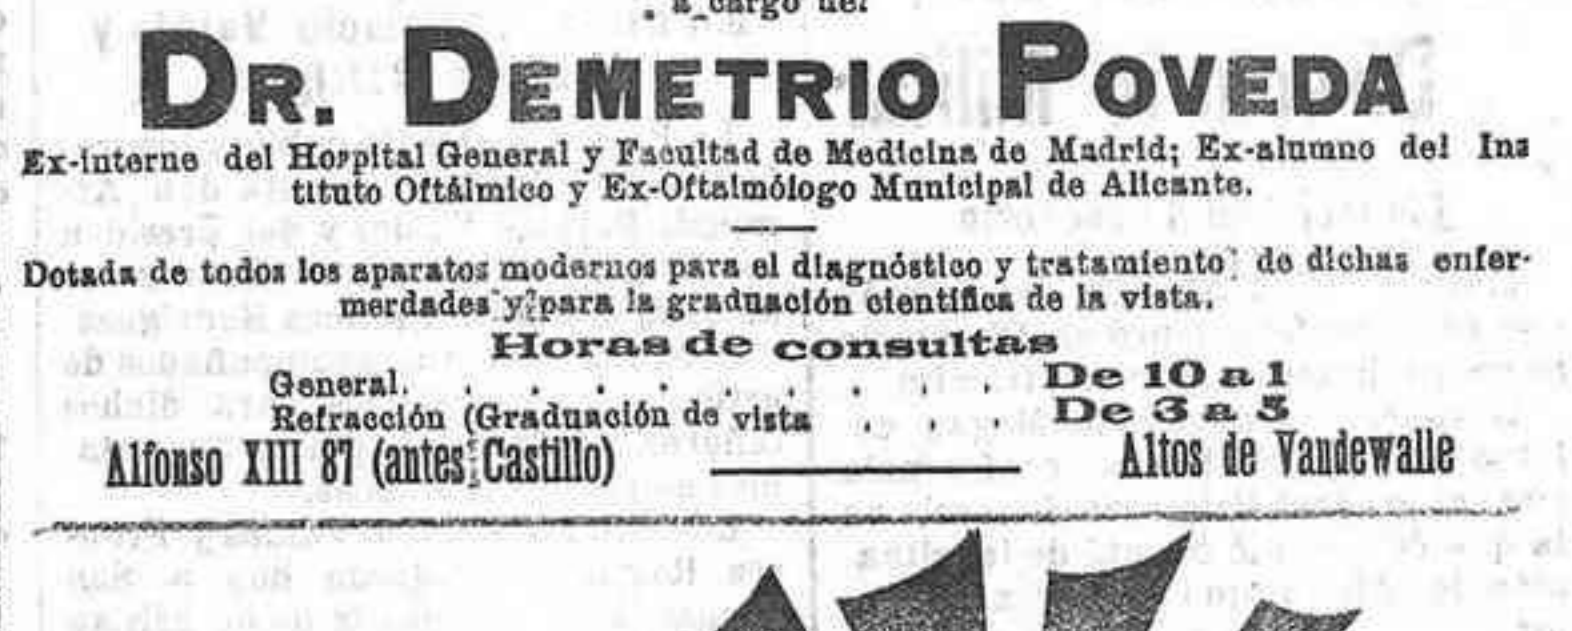 a cargo del
DR. DEMETRIO POVEDA
Ex-interno del Hospital General y Facultad de Medicina de Madrid; Ex-alumno del Ins
tituto Oftálmico y Ex-Oftalmólogo Municipal de Alicante.
Dotada de todos los aparatos modernos para el diagnóstico y tratamiento de dichas enfer-
merdades y para la graduación científica de la vista.
Horas de consultas
General. . . . . . . . . . De 10 a 1
Refracción (Graduación de vista . . . De 3 a 5
Alfonso XIII 87 (antes Castillo) Altos de Vandewalle